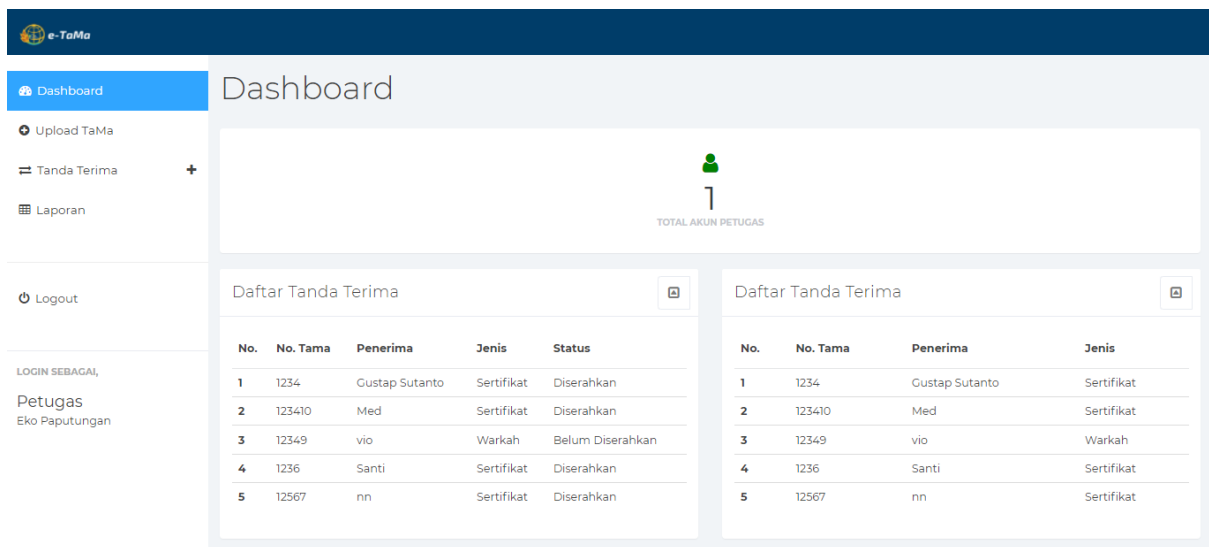 e-TaMa
Dashboard
Upload TaMa
Tanda Terima
Laporan
Logout
LOGIN SEBAGAI,
Petugas
Eko Paputungan
Dashboard
1
TOTAL AKUN PETUGAS
Daftar Tanda Terima
No. No. Tama Penerima Jenis Status
1 1234 Gustap Sutanto Sertifikat Diserahkan
2 123410 Med Sertifikat Diserahkan
3 12349 vio Warkah Belum Diserahkan
4 1236 Santi Sertifikat Diserahkan
5 12567 nn Sertifikat Diserahkan
Daftar Tanda Terima
No. No. Tama Penerima Jenis
1 1234 Gustap Sutanto Sertifikat
2 123410 Med Sertifikat
3 12349 vio Warkah
4 1236 Santi Sertifikat
5 12567 nn Sertifikat